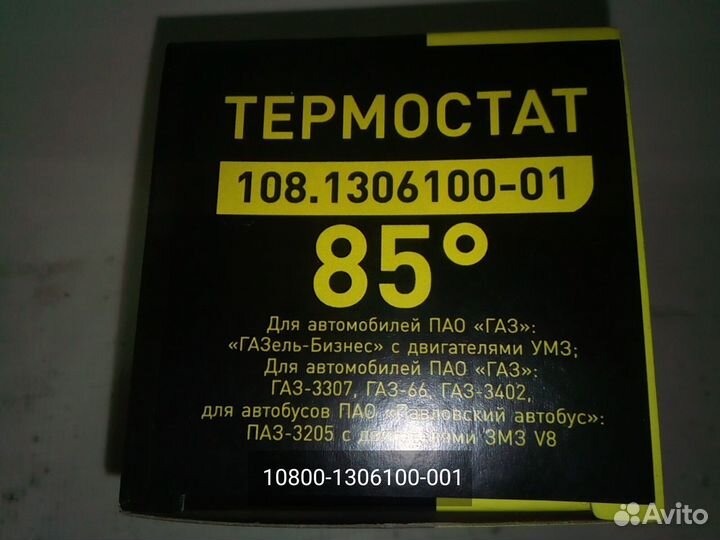 ТЕРМОСТАТ
108.1306100-01
85°
Для автомобилей ПАО «ГАЗ»:
«ГАЗель-Бизнес» с двигателями УМЗ;
Для автомобилей ПАО «ГАЗ»:
ГАЗ-3307, ГАЗ-66, ГАЗ-3402,
для автобусов ПАО «Павловский автобус»:
ПАЗ-3205 с двигателями ЗМЗ V8
10800-1306100-001
Avito